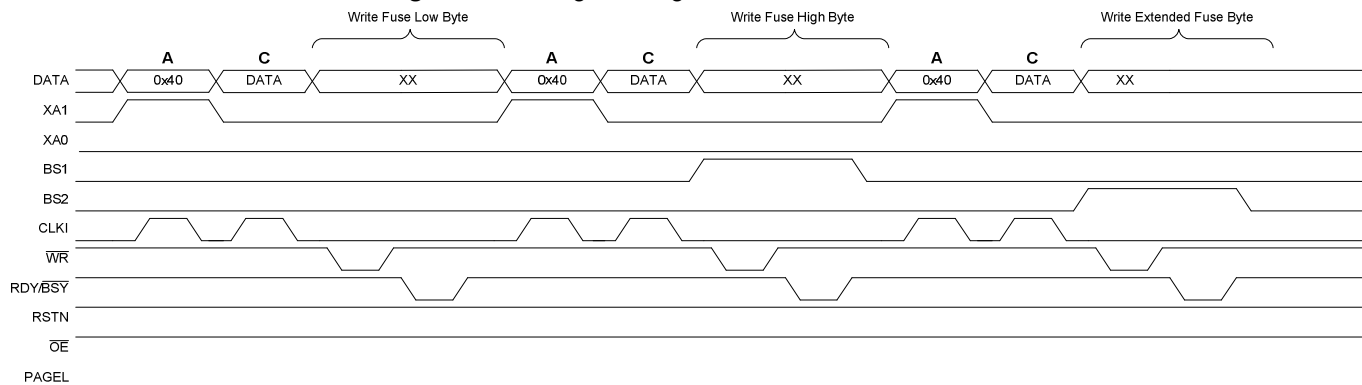 Write Fuse Low Byte Write Fuse High Byte Write Extended Fuse Byte
A C A C A C
DATA 0x40 DATA XX 0x40 DATA XX 0x40 DATA XX
XA1
XA0
BS1
BS2
CLKI
WR
RDY/BSY
RSTN
OE
PAGEL